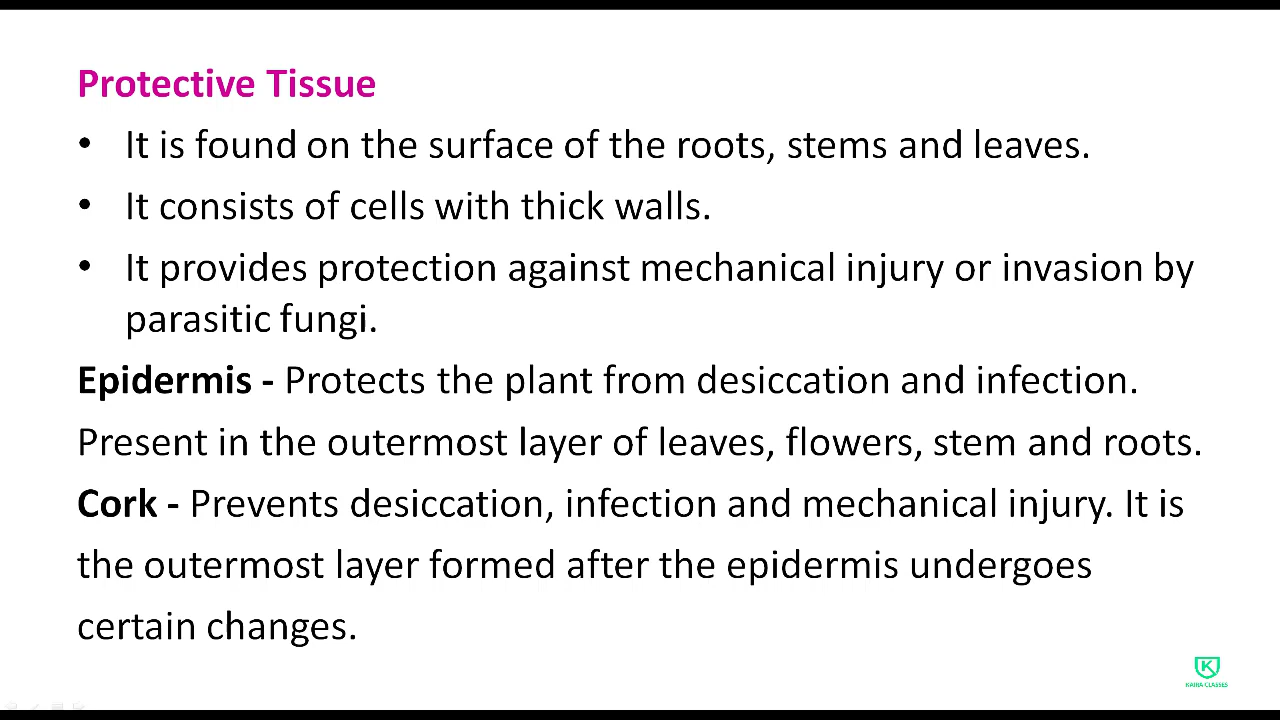 Protective Tissue
• It is found on the surface of the roots, stems and leaves.
• It consists of cells with thick walls.
• It provides protection against mechanical injury or invasion by
parasitic fungi.
Epidermis - Protects the plant from desiccation and infection.
Present in the outermost layer of leaves, flowers, stem and roots.
Cork - Prevents desiccation, infection and mechanical injury. It is
the outermost layer formed after the epidermis undergoes
certain changes.
K